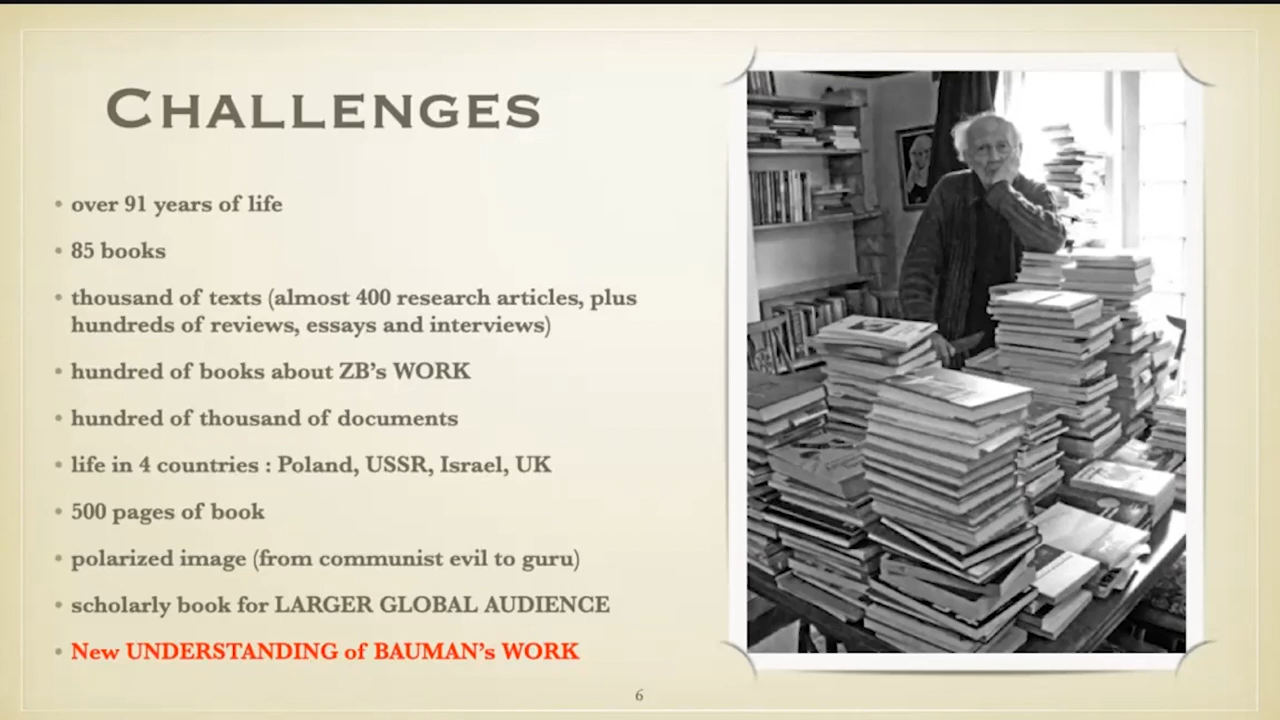 CHALLENGES
• over 91 years of life
• 85 books
• thousand of texts (almost 400 research articles, plus
hundreds of reviews, essays and interviews)
• hundred of books about ZB's WORK
• hundred of thousand of documents
• life in 4 countries : Poland, USSR, Israel, UK
• 500 pages of book
• polarized image (from communist evil to guru)
• scholarly book for LARGER GLOBAL AUDIENCE
• New UNDERSTANDING of BAUMAN's WORK
6